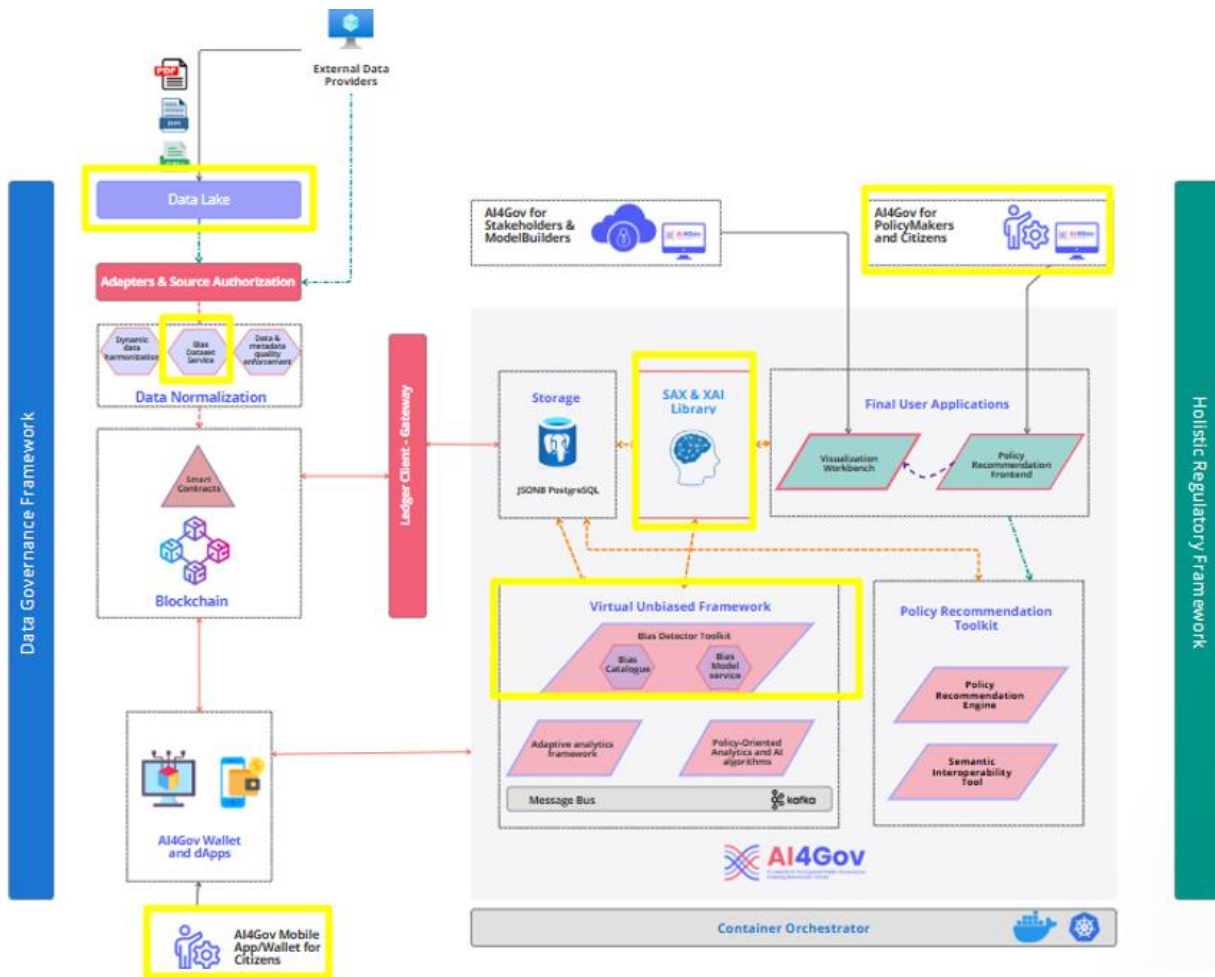 External Data
Providers
PDF
json
Data Lake
Adapters & Source Authorization
Dynamic
data
harmonization
Bias
Dataset
Service
Data &
metadata
quality
enforcement
Data Normalization
Smart
Contracts
Blockchain
AI4Gov Wallet
and dApps
AI4Gov Mobile
App/Wallet for
Citizens
Data Governance Framework
Ledger Client - Gateway
AI4Gov for
Stakeholders &
ModelBuilders
AI4Gov
AI4Gov for
PolicyMakers
and Citizens
AI4Gov
Storage
JSONB PostgreSQL
SAX & XAI
Library
Final User Applications
Visualization
Workbench
Policy
Recommendation
Frontend
Virtual Unbiased Framework
Bias Detector Toolkit
Bias
Catalogue
Bias
Model
service
Adaptive analytics
framework
Policy-Oriented
Analytics and AI
algorithms
Message Bus
kafka
Policy Recommendation
Toolkit
Policy
Recommendation
Engine
Semantic
Interoperability
Tool
AI4Gov
Container Orchestrator
Holistic Regulatory Framework